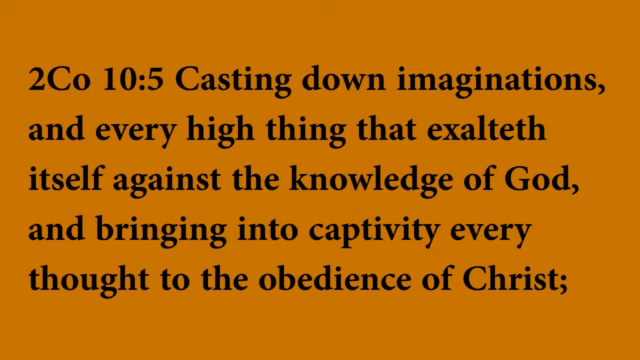 2Co 10:5 Casting down imaginations,
and every high thing that exalteth
itself against the knowledge of God,
and bringing into captivity every
thought to the obedience of Christ;